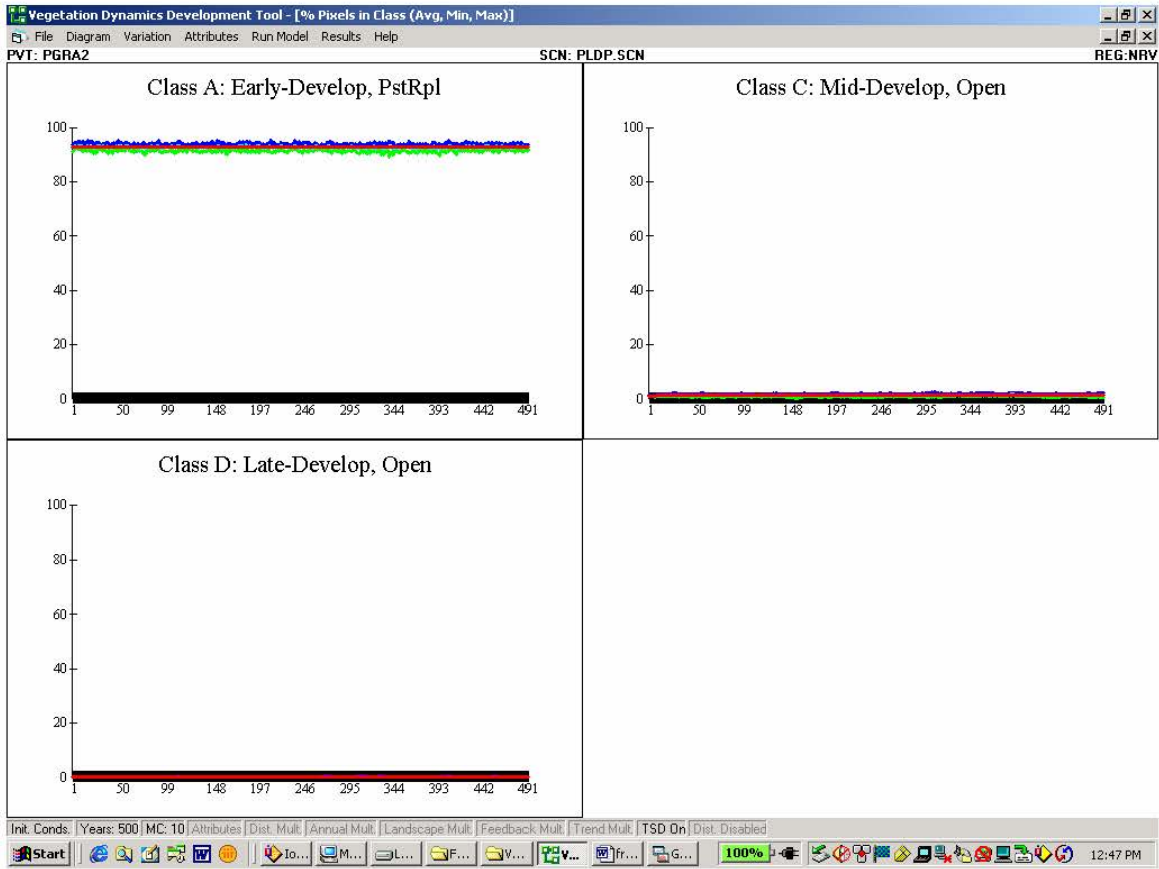 Vegetation Dynamics Development Tool - [% Pixels in Class (Avg, Min, Max)]
File Diagram Variation Attributes Run Model Results Help
PVT: PGRA2 SCN: PLDP.SCN REG:NRV
Class A: Early-Develop, PstRpl
100
80
60
40
20
0
1 50 99 148 197 246 295 344 393 442 491
Class C: Mid-Develop, Open
100
80
60
40
20
0
1 50 99 148 197 246 295 344 393 442 491
Class D: Late-Develop, Open
100
80
60
40
20
0
1 50 99 148 197 246 295 344 393 442 491
Init. Conds. Years: 500 MC: 10 Attributes Dist. Mult Annual Mult Landscape Mult Feedback Mult Trend Mult TSD On Dist. Disabled
Start Io... M... L... F... V... V... fr... G... 100% 12:47 PM